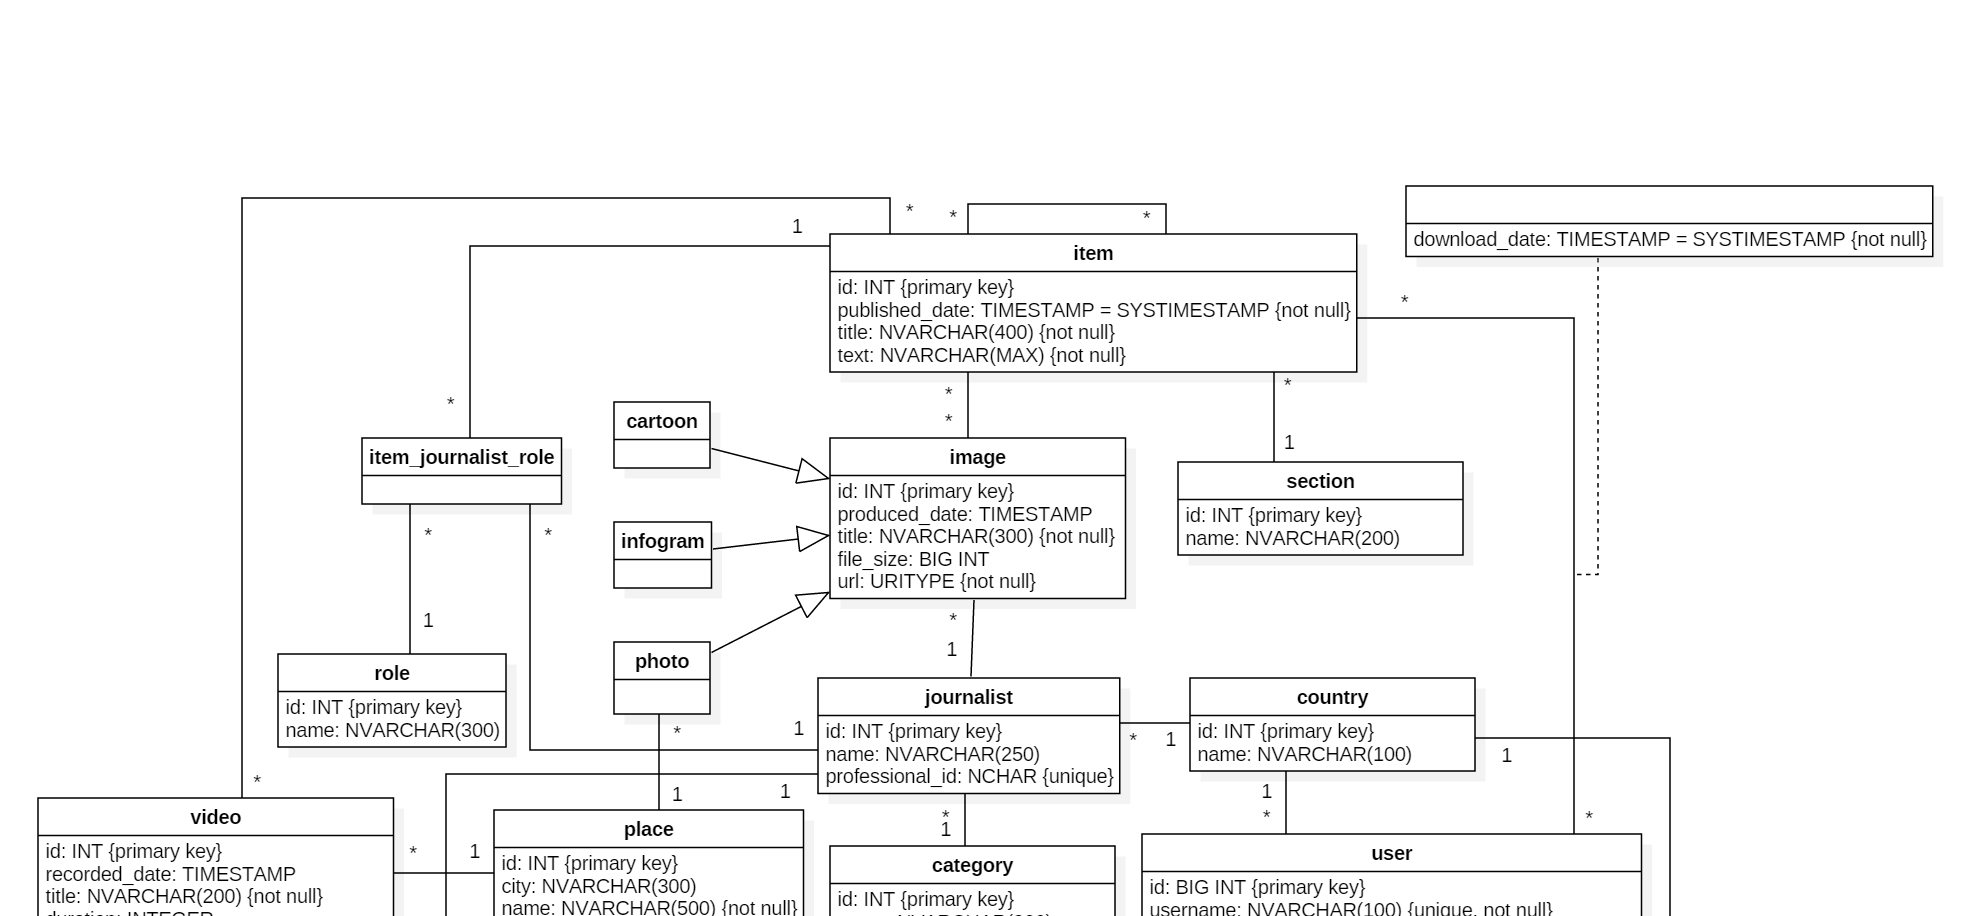 *
*
*
1
item
id: INT {primary key}
published_date: TIMESTAMP = SYSTIMESTAMP {not null}
title: NVARCHAR(400) {not null}
text: NVARCHAR(MAX) {not null}
download_date: TIMESTAMP = SYSTIMESTAMP {not null}
*
*
*
*
*
1
cartoon
item_journalist_role
image
id: INT {primary key}
produced_date: TIMESTAMP
title: NVARCHAR(300) {not null}
file_size: BIG INT
url: URITYPE {not null}
section
id: INT {primary key}
name: NVARCHAR(200)
infogram
*
*
1
*
1
photo
role
id: INT {primary key}
name: NVARCHAR(300)
journalist
id: INT {primary key}
name: NVARCHAR(250)
professional_id: NCHAR {unique}
country
id: INT {primary key}
name: NVARCHAR(100)
*
1
*
1
1
*
1
1
1
*
*
*
1
video
id: INT {primary key}
recorded_date: TIMESTAMP
title: NVARCHAR(200) {not null}
*
1
place
id: INT {primary key}
city: NVARCHAR(300)
name: NVARCHAR(500) {not null}
category
id: INT {primary key}
user
id: BIG INT {primary key}
username: NVARCHAR(100) {unique, not null}